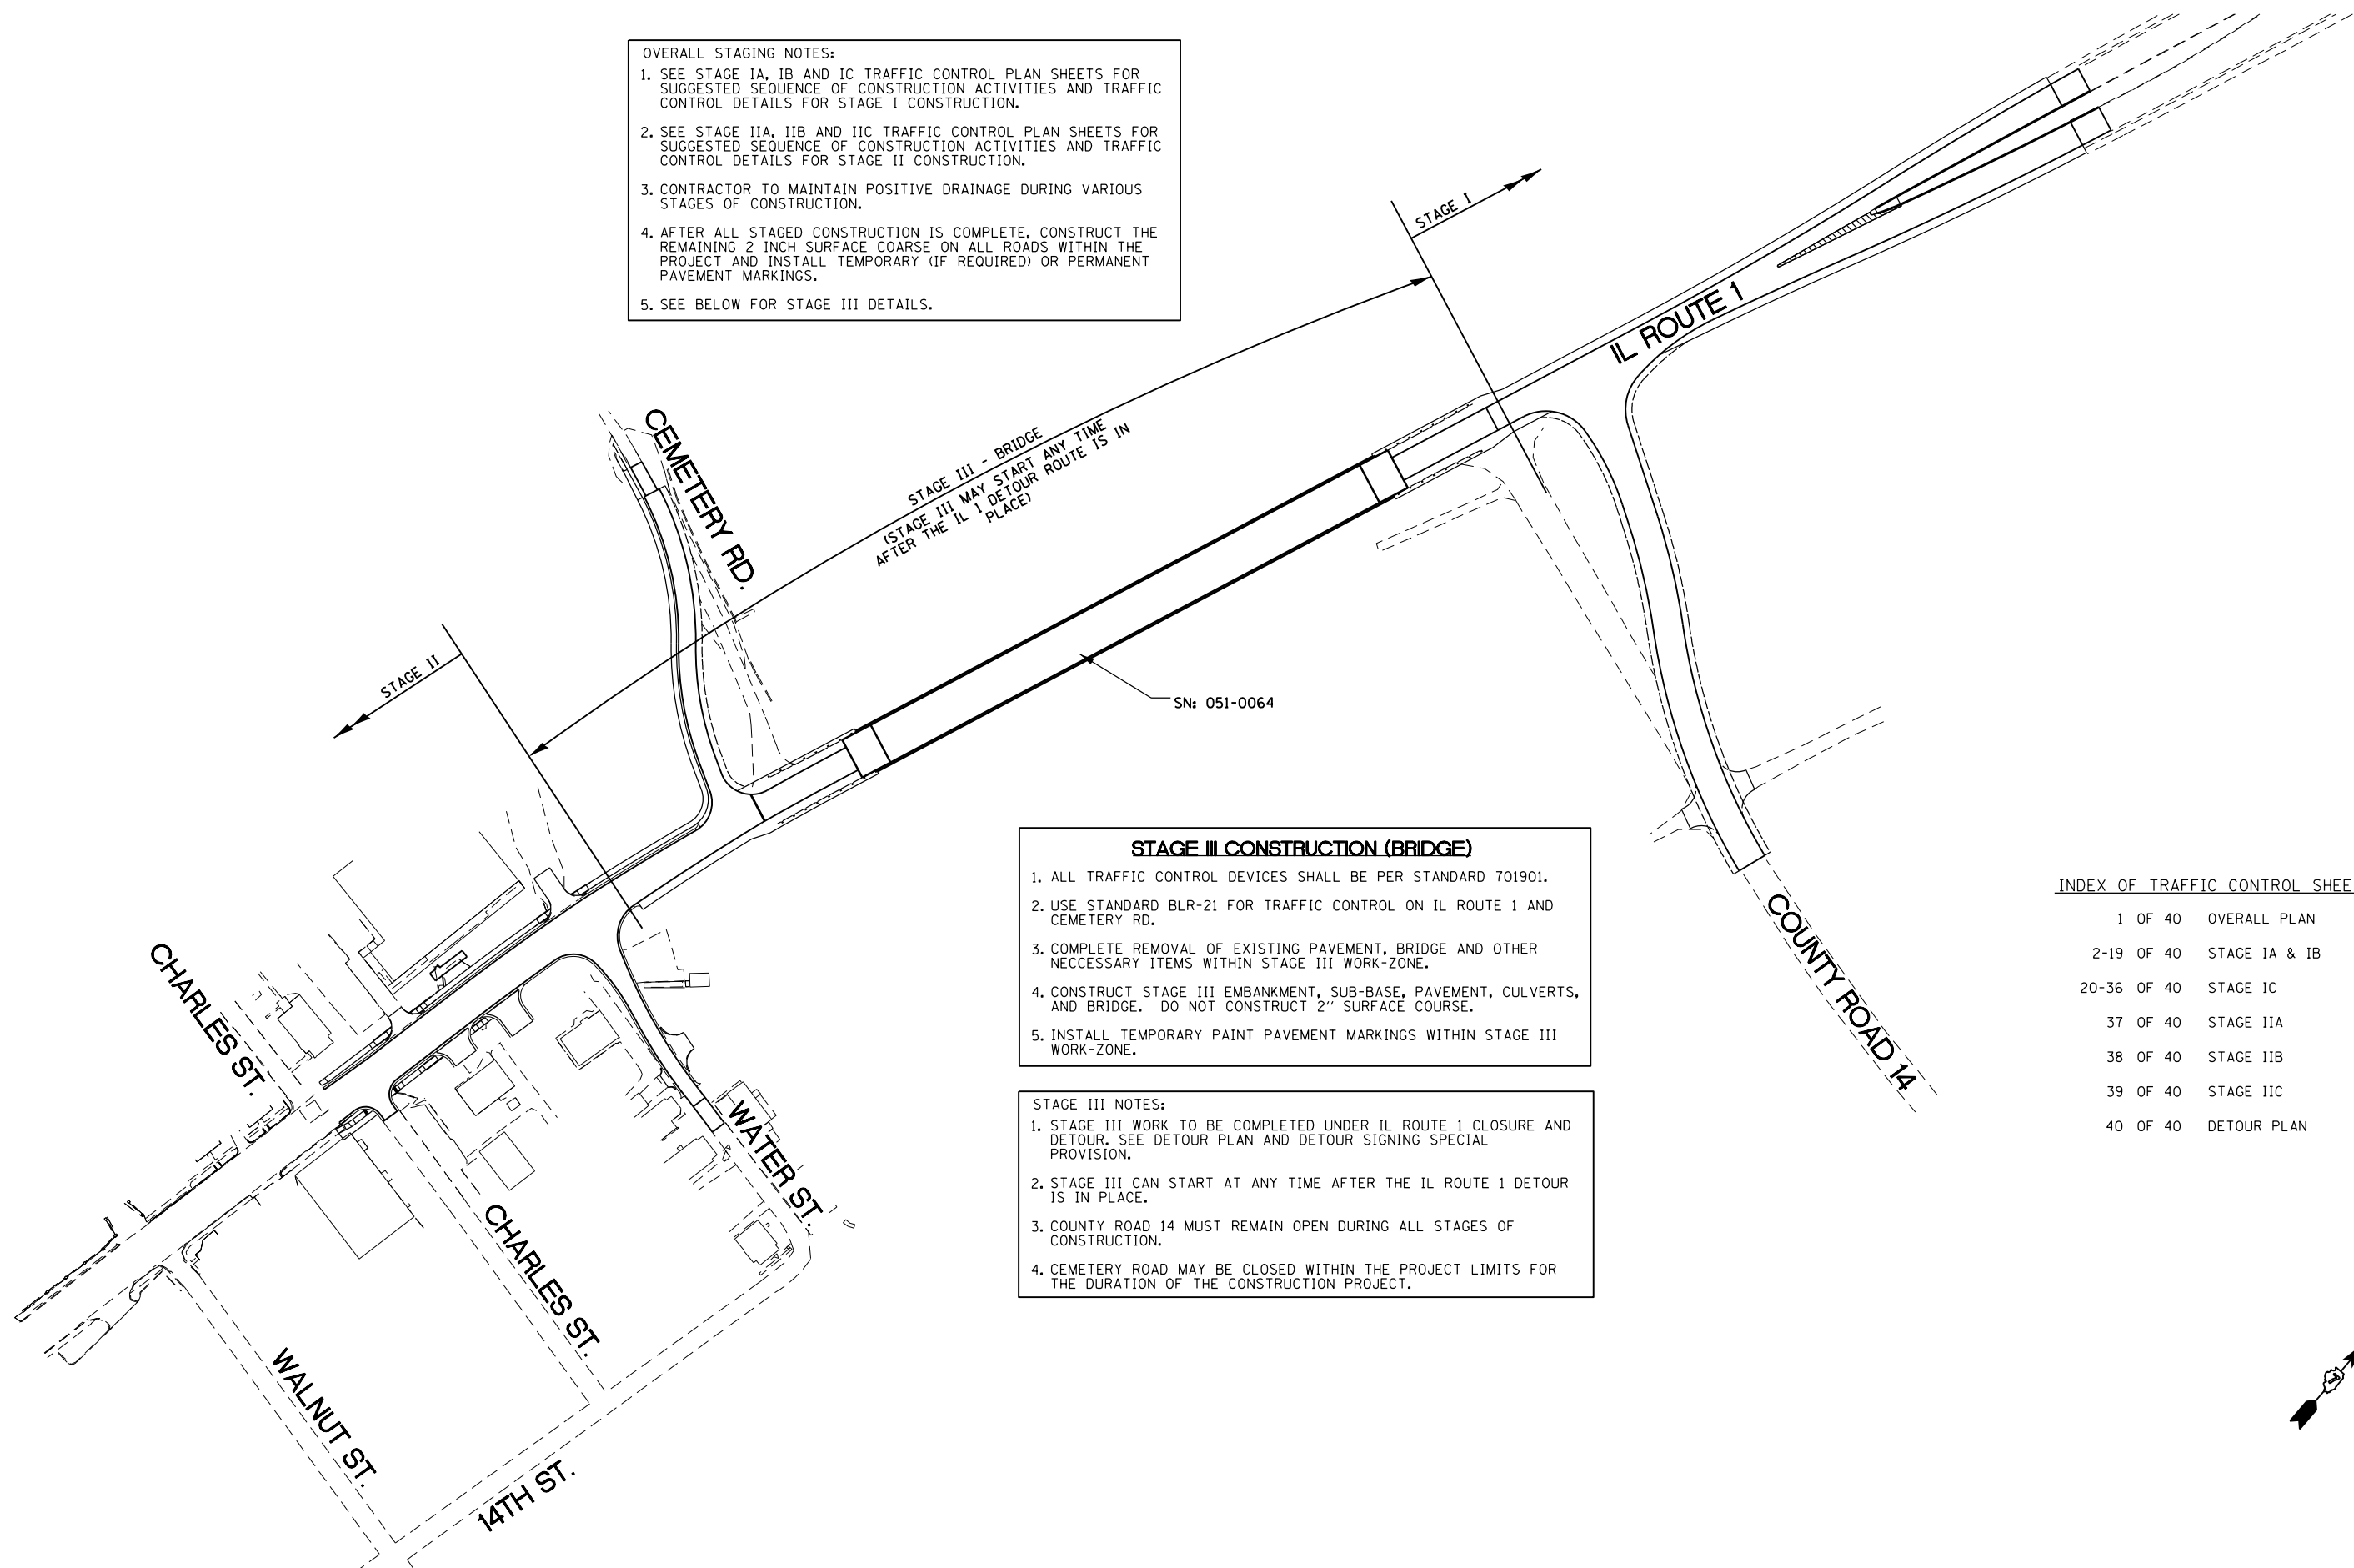 OVERALL STAGING NOTES:
1. SEE STAGE IA, IB AND IC TRAFFIC CONTROL PLAN SHEETS FOR
SUGGESTED SEQUENCE OF CONSTRUCTION ACTIVITIES AND TRAFFIC
CONTROL DETAILS FOR STAGE I CONSTRUCTION.
2. SEE STAGE IIA, IIB AND IIC TRAFFIC CONTROL PLAN SHEETS FOR
SUGGESTED SEQUENCE OF CONSTRUCTION ACTIVITIES AND TRAFFIC
CONTROL DETAILS FOR STAGE II CONSTRUCTION.
3. CONTRACTOR TO MAINTAIN POSITIVE DRAINAGE DURING VARIOUS
STAGES OF CONSTRUCTION.
4. AFTER ALL STAGED CONSTRUCTION IS COMPLETE, CONSTRUCT THE
REMAINING 2 INCH SURFACE COARSE ON ALL ROADS WITHIN THE
PROJECT AND INSTALL TEMPORARY (IF REQUIRED) OR PERMANENT
PAVEMENT MARKINGS.
5. SEE BELOW FOR STAGE III DETAILS.
STAGE I
IL ROUTE 1
CEMETERY RD.
STAGE III - BRIDGE
(STAGE III MAY START ANY TIME
AFTER THE IL 1 DETOUR ROUTE IS IN
PLACE)
STAGE II
SN: 051-0064
STAGE III CONSTRUCTION (BRIDGE)
1. ALL TRAFFIC CONTROL DEVICES SHALL BE PER STANDARD 701901.
2. USE STANDARD BLR-21 FOR TRAFFIC CONTROL ON IL ROUTE 1 AND
CEMETERY RD.
3. COMPLETE REMOVAL OF EXISTING PAVEMENT, BRIDGE AND OTHER
NECCESSARY ITEMS WITHIN STAGE III WORK-ZONE.
4. CONSTRUCT STAGE III EMBANKMENT, SUB-BASE, PAVEMENT, CULVERTS,
AND BRIDGE. DO NOT CONSTRUCT 2'' SURFACE COURSE.
5. INSTALL TEMPORARY PAINT PAVEMENT MARKINGS WITHIN STAGE III
WORK-ZONE.
STAGE III NOTES:
1. STAGE III WORK TO BE COMPLETED UNDER IL ROUTE 1 CLOSURE AND
DETOUR. SEE DETOUR PLAN AND DETOUR SIGNING SPECIAL
PROVISION.
2. STAGE III CAN START AT ANY TIME AFTER THE IL ROUTE 1 DETOUR
IS IN PLACE.
3. COUNTY ROAD 14 MUST REMAIN OPEN DURING ALL STAGES OF
CONSTRUCTION.
4. CEMETERY ROAD MAY BE CLOSED WITHIN THE PROJECT LIMITS FOR
THE DURATION OF THE CONSTRUCTION PROJECT.
COUNTY ROAD 14
INDEX OF TRAFFIC CONTROL SHEE
1 OF 40 OVERALL PLAN
2-19 OF 40 STAGE IA & IB
20-36 OF 40 STAGE IC
37 OF 40 STAGE IIA
38 OF 40 STAGE IIB
39 OF 40 STAGE IIC
40 OF 40 DETOUR PLAN
CHARLES ST.
WATER ST.
CHARLES ST.
WALNUT ST.
14TH ST.